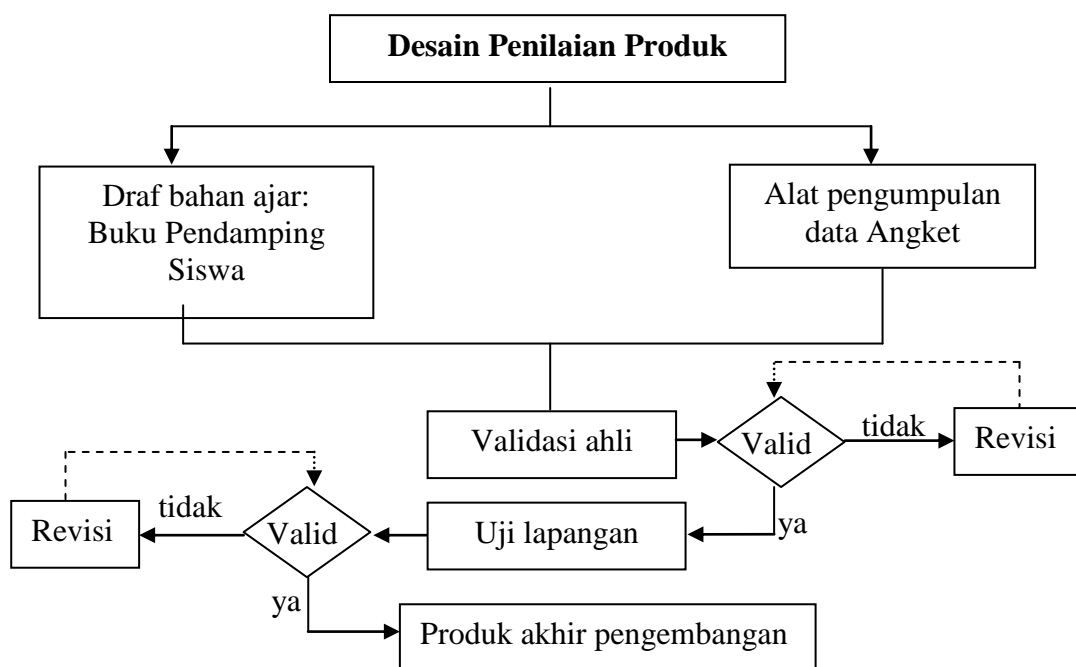 Desain Penilaian Produk
Draf bahan ajar:
Buku Pendamping
Siswa
Alat pengumpulan
data Angket
Validasi ahli
Valid
tidak
Revisi
ya
Uji lapangan
Valid
tidak
Revisi
ya
Produk akhir pengembangan